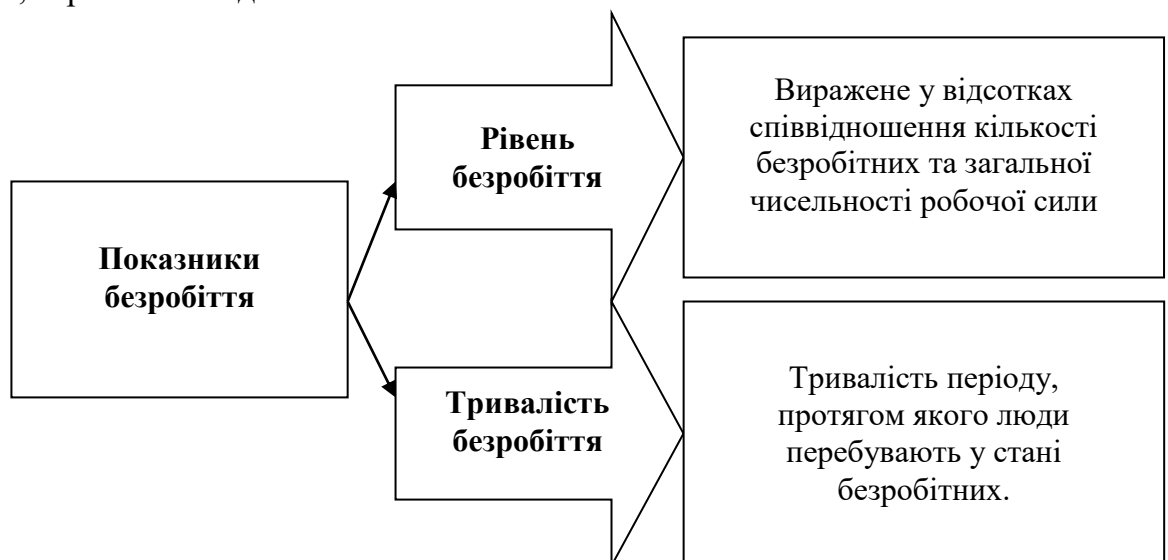 Показники
безробіття
Рівень
безробіття
Виражене у відсотках
співвідношення кількості
безробітних та загальної
чисельності робочої сили
Тривалість
безробіття
Тривалість періоду,
протягом якого люди
перебувають у стані
безробітних.